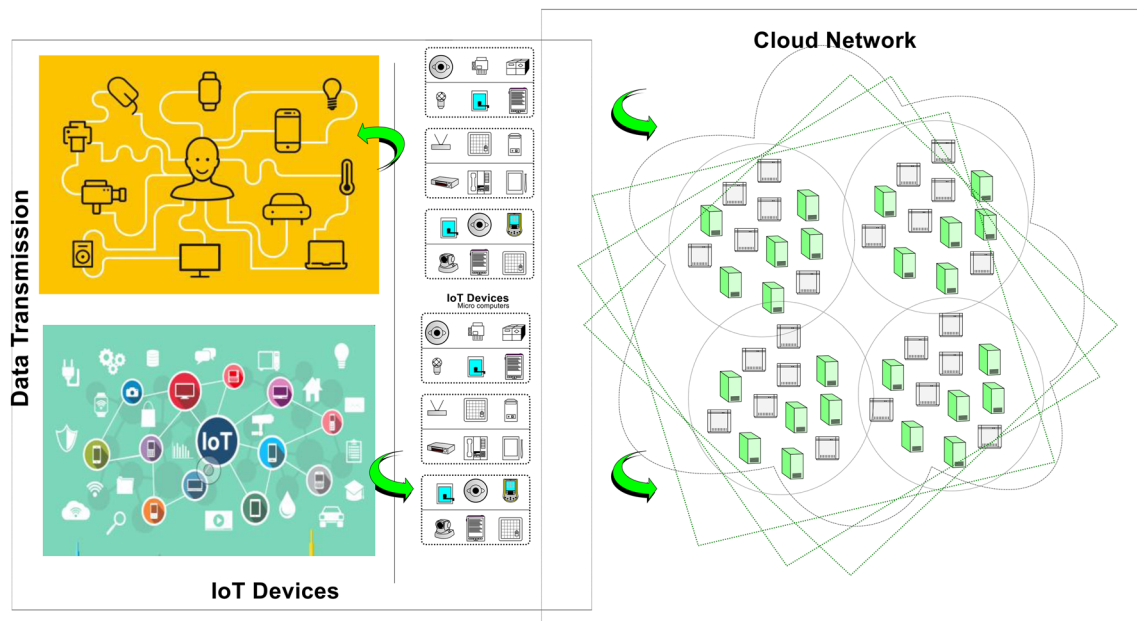 Cloud Network
Data Transmission
IoT Devices
Micro computers
IoT
IoT Devices